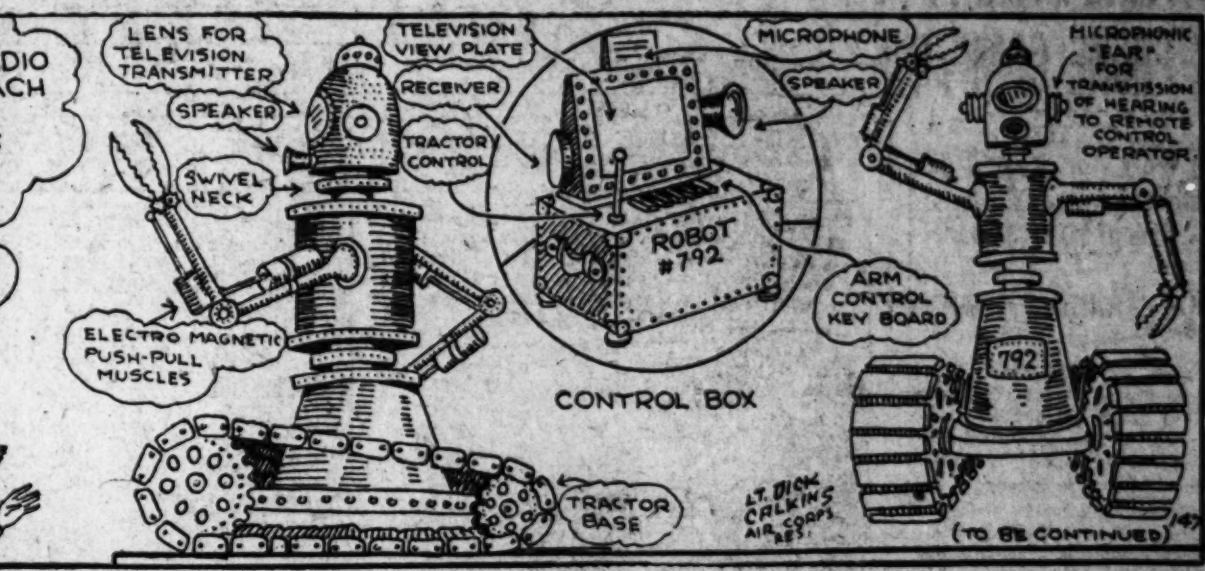 DIO
ACH
LENS FOR
TELEVISION
TRANSMITTER
SPEAKER
SWIVEL
NECK
ELECTRO MAGNETIC
PUSH-PULL
MUSCLES
TRACTOR
BASE
TELEVISION
VIEW PLATE
RECEIVER
TRACTOR
CONTROL
MICROPHONE
SPEAKER
ROBOT
#792
ARM
CONTROL
KEY BOARD
CONTROL BOX
MICROPHONIC
"EAR"
FOR
TRANSMISSION
OF HEARING
TO REMOTE
CONTROL
OPERATOR.
792
LT. DICK
CALKINS
AIR CORPS
RES.
(TO BE CONTINUED)